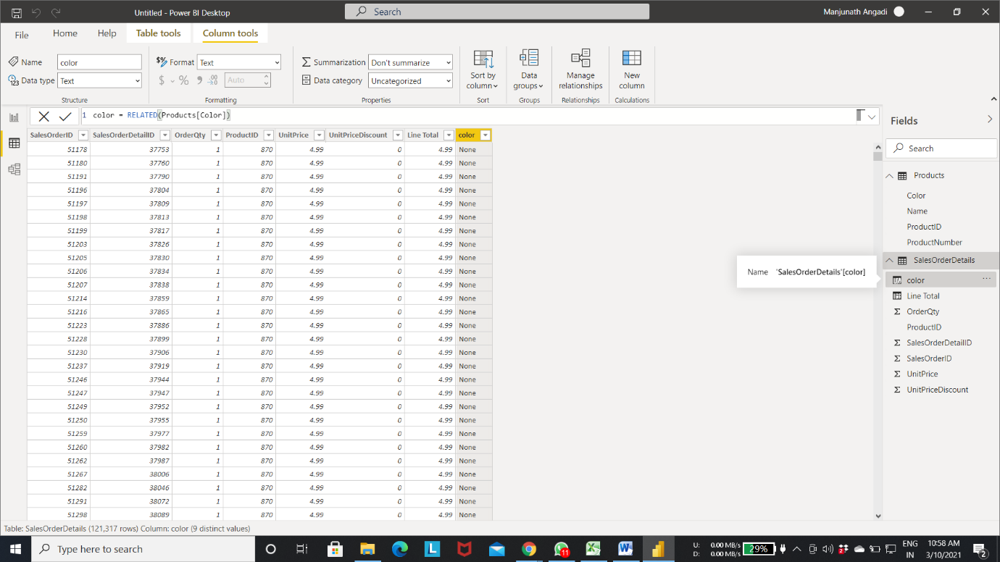 Untitled - Power BI Desktop
Search
Manjunath Angadi
File Home Help Table tools Column tools
Name color
Data type Text
Structure
$% Format Text
$ % 9 .00 Auto
Formatting
Summarization Don't summarize
Data category Uncategorized
Properties
Sort by column
Sort
Data groups
Groups
Manage relationships
Relationships
New column
Calculations
1 color = RELATED(Products[Color])
SalesOrderID SalesOrderDetailID OrderQty ProductID UnitPrice UnitPriceDiscount Line Total color
51178 37753 1 870 4.99 0 4.99 None
51180 37760 1 870 4.99 0 4.99 None
51191 37790 1 870 4.99 0 4.99 None
51196 37804 1 870 4.99 0 4.99 None
51197 37809 1 870 4.99 0 4.99 None
51198 37813 1 870 4.99 0 4.99 None
51199 37817 1 870 4.99 0 4.99 None
51203 37826 1 870 4.99 0 4.99 None
51205 37830 1 870 4.99 0 4.99 None
51206 37834 1 870 4.99 0 4.99 None
51207 37838 1 870 4.99 0 4.99 None
51214 37859 1 870 4.99 0 4.99 None
51216 37865 1 870 4.99 0 4.99 None
51223 37886 1 870 4.99 0 4.99 None
51228 37899 1 870 4.99 0 4.99 None
51230 37906 1 870 4.99 0 4.99 None
51237 37919 1 870 4.99 0 4.99 None
51246 37944 1 870 4.99 0 4.99 None
51247 37947 1 870 4.99 0 4.99 None
51249 37952 1 870 4.99 0 4.99 None
51250 37955 1 870 4.99 0 4.99 None
51259 37977 1 870 4.99 0 4.99 None
51260 37982 1 870 4.99 0 4.99 None
51262 37987 1 870 4.99 0 4.99 None
51267 38006 1 870 4.99 0 4.99 None
51282 38046 1 870 4.99 0 4.99 None
51291 38072 1 870 4.99 0 4.99 None
51298 38089 1 870 4.99 0 4.99 None
Name 'SalesOrderDetails'[color]
Fields
Search
Products
Color
Name
ProductID
ProductNumber
SalesOrderDetails
color
Line Total
OrderQty
ProductID
SalesOrderDetailID
SalesOrderID
UnitPrice
UnitPriceDiscount
Table: SalesOrderDetails (121,317 rows) Column: color (9 distinct values)
Type here to search
L
11
U: 0.00 MB/s
D: 0.00 MB/s
29%
ENG
IN
10:58 AM
3/10/2021
2